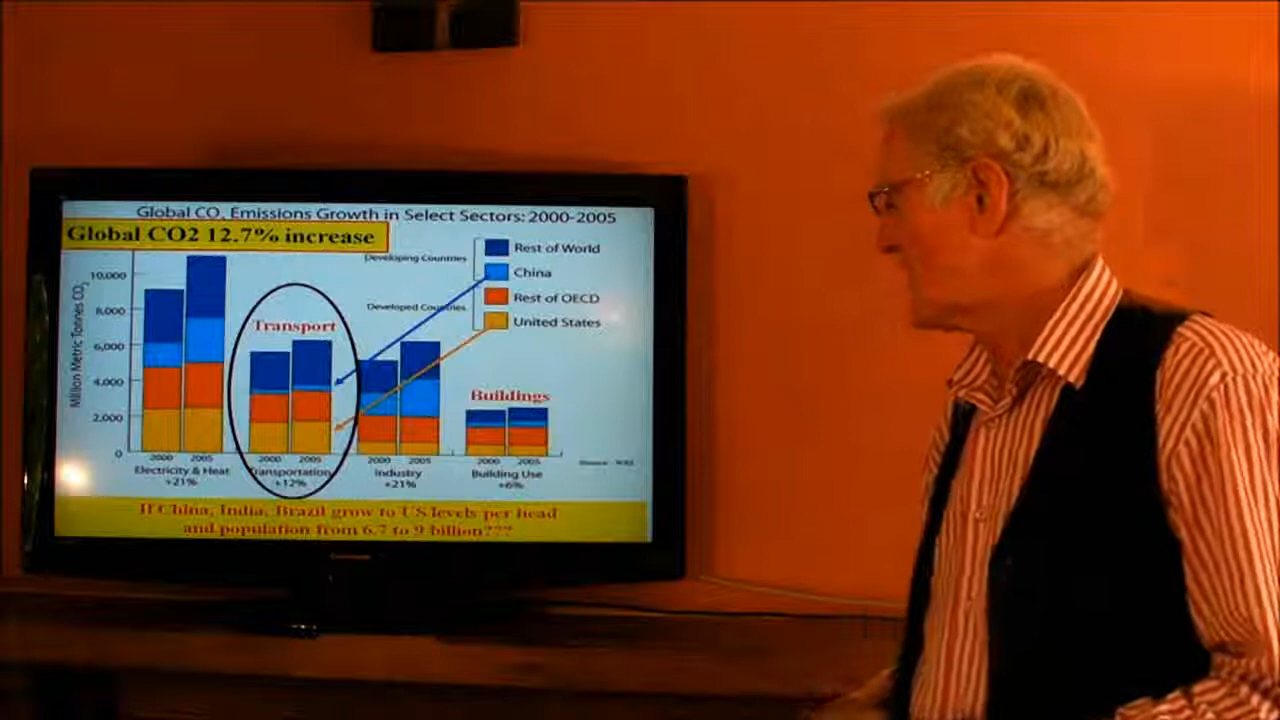 Global CO2 Emissions Growth in Select Sectors: 2000-2005
Global CO2 12.7% increase
Million Metric Tonnes CO2
10,000
8,000
6,000
4,000
2,000
0
Developing Countries
Developed Countries
Rest of World
China
Rest of OECD
United States
Transport
Buildings
2000 2005 2000 2005 2000 2005 2000 2005
Electricity & Heat Transportation Industry Building Use
+21% +12% +21% +6%
If China, India, Brazil grow to US levels per head
and population from 6.7 to 9 billion???